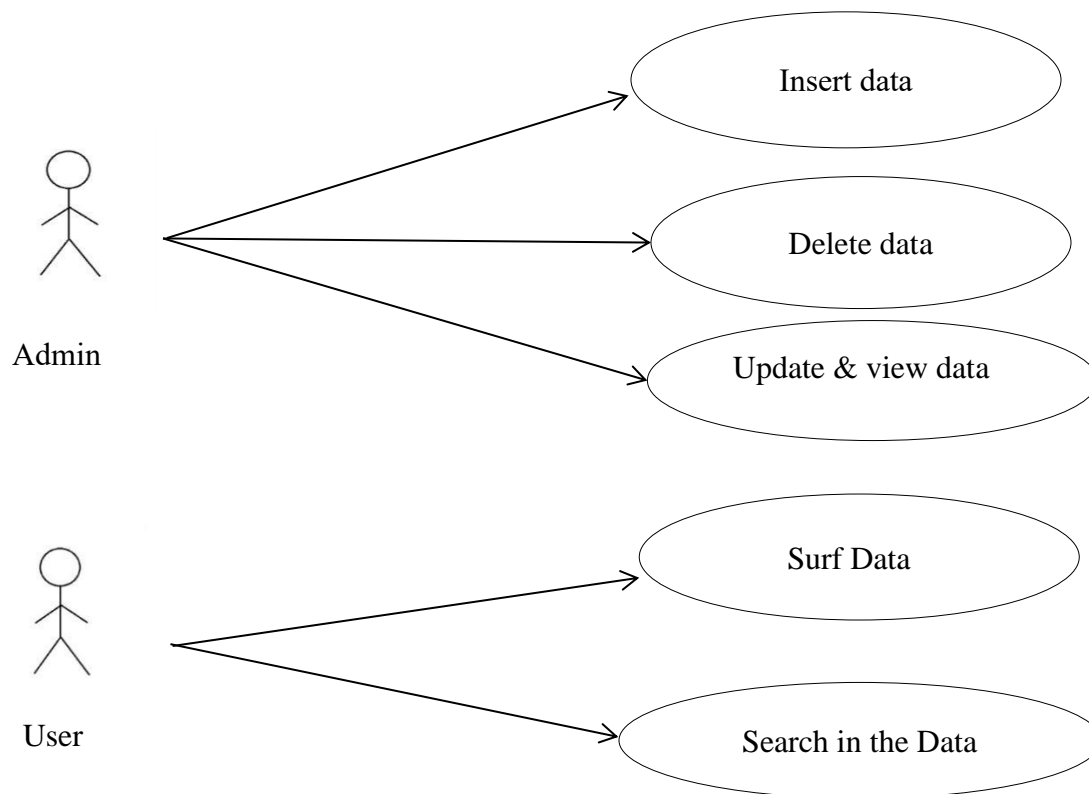 Insert data
Delete data
Admin
Update & view data
Surf Data
User
Search in the Data